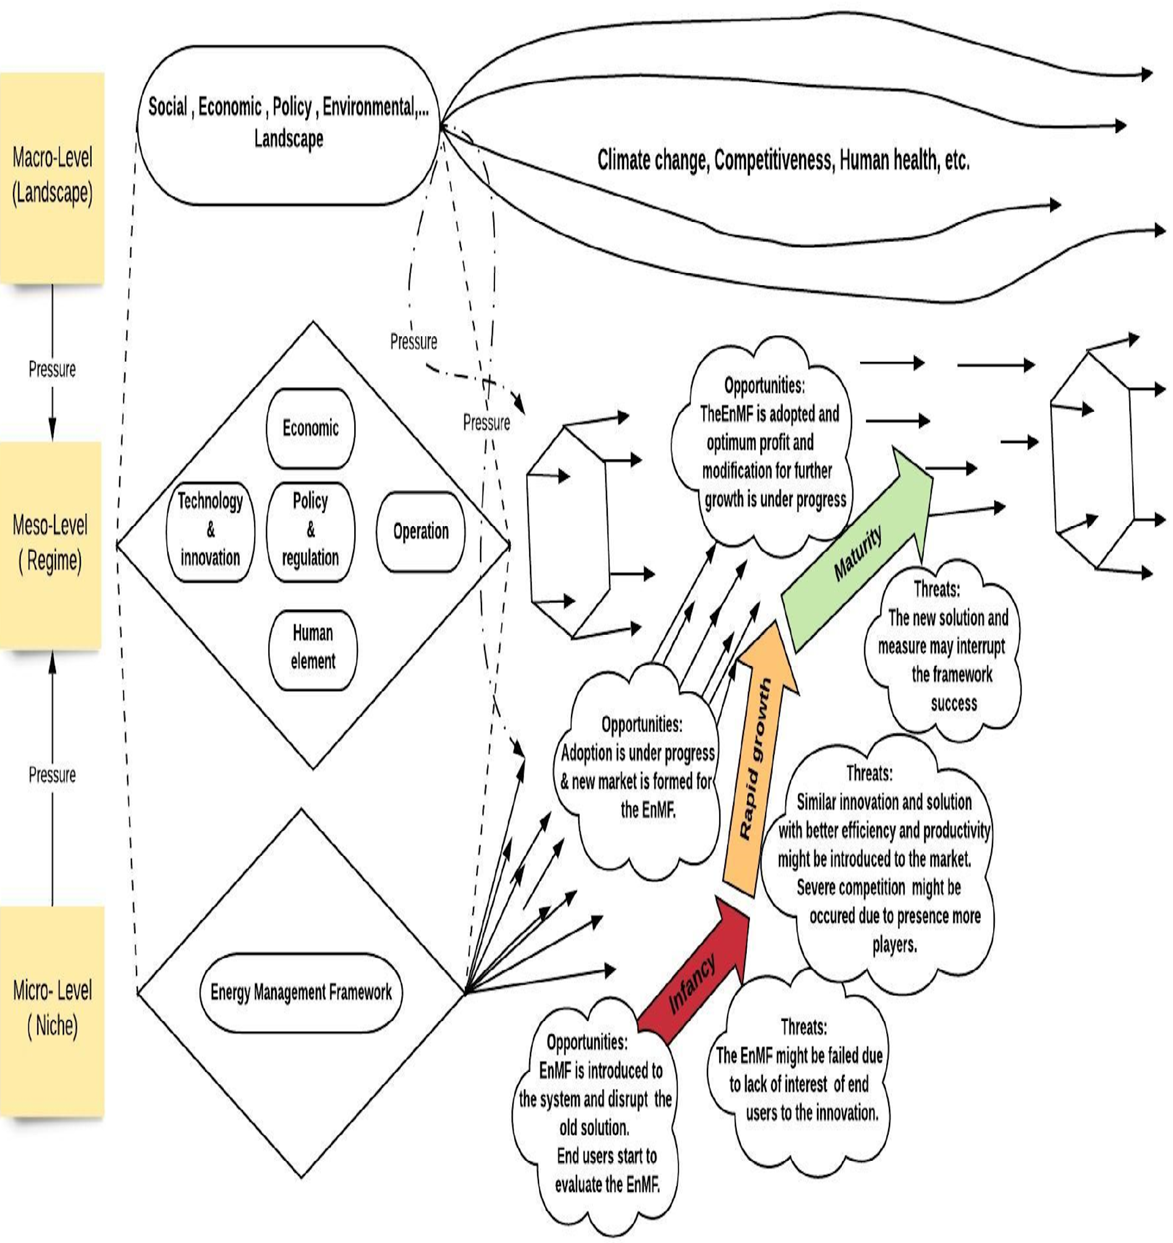 Social , Economic , Policy , Environmental,...
Landscape
Macro-Level
(Landscape)
Climate change, Competitiveness, Human health, etc.
Pressure
Pressure
Pressure
Economic
Technology
&
innovation
Policy
&
regulation
Operation
Human
element
Meso-Level
( Regime)
Opportunities:
TheEnMF is adopted and
optimum profit and
modification for further
growth is under progress
Maturity
Threats:
The new solution and
measure may interrupt
the framework
success
Opportunities:
Adoption is under progress
& new market is formed for
the EnMF.
Rapid growth
Threats:
Similar innovation and solution
with better efficiency and productivity
might be introduced to the market.
Severe competition might be
occured due to presence more
players.
Pressure
Micro- Level
( Niche)
Energy Management Framework
Infancy
Opportunities:
EnMF is introduced to
the system and disrupt the
old solution.
End users start to
evaluate the EnMF.
Threats:
The EnMF might be failed due
to lack of interest of end
users to the innovation.